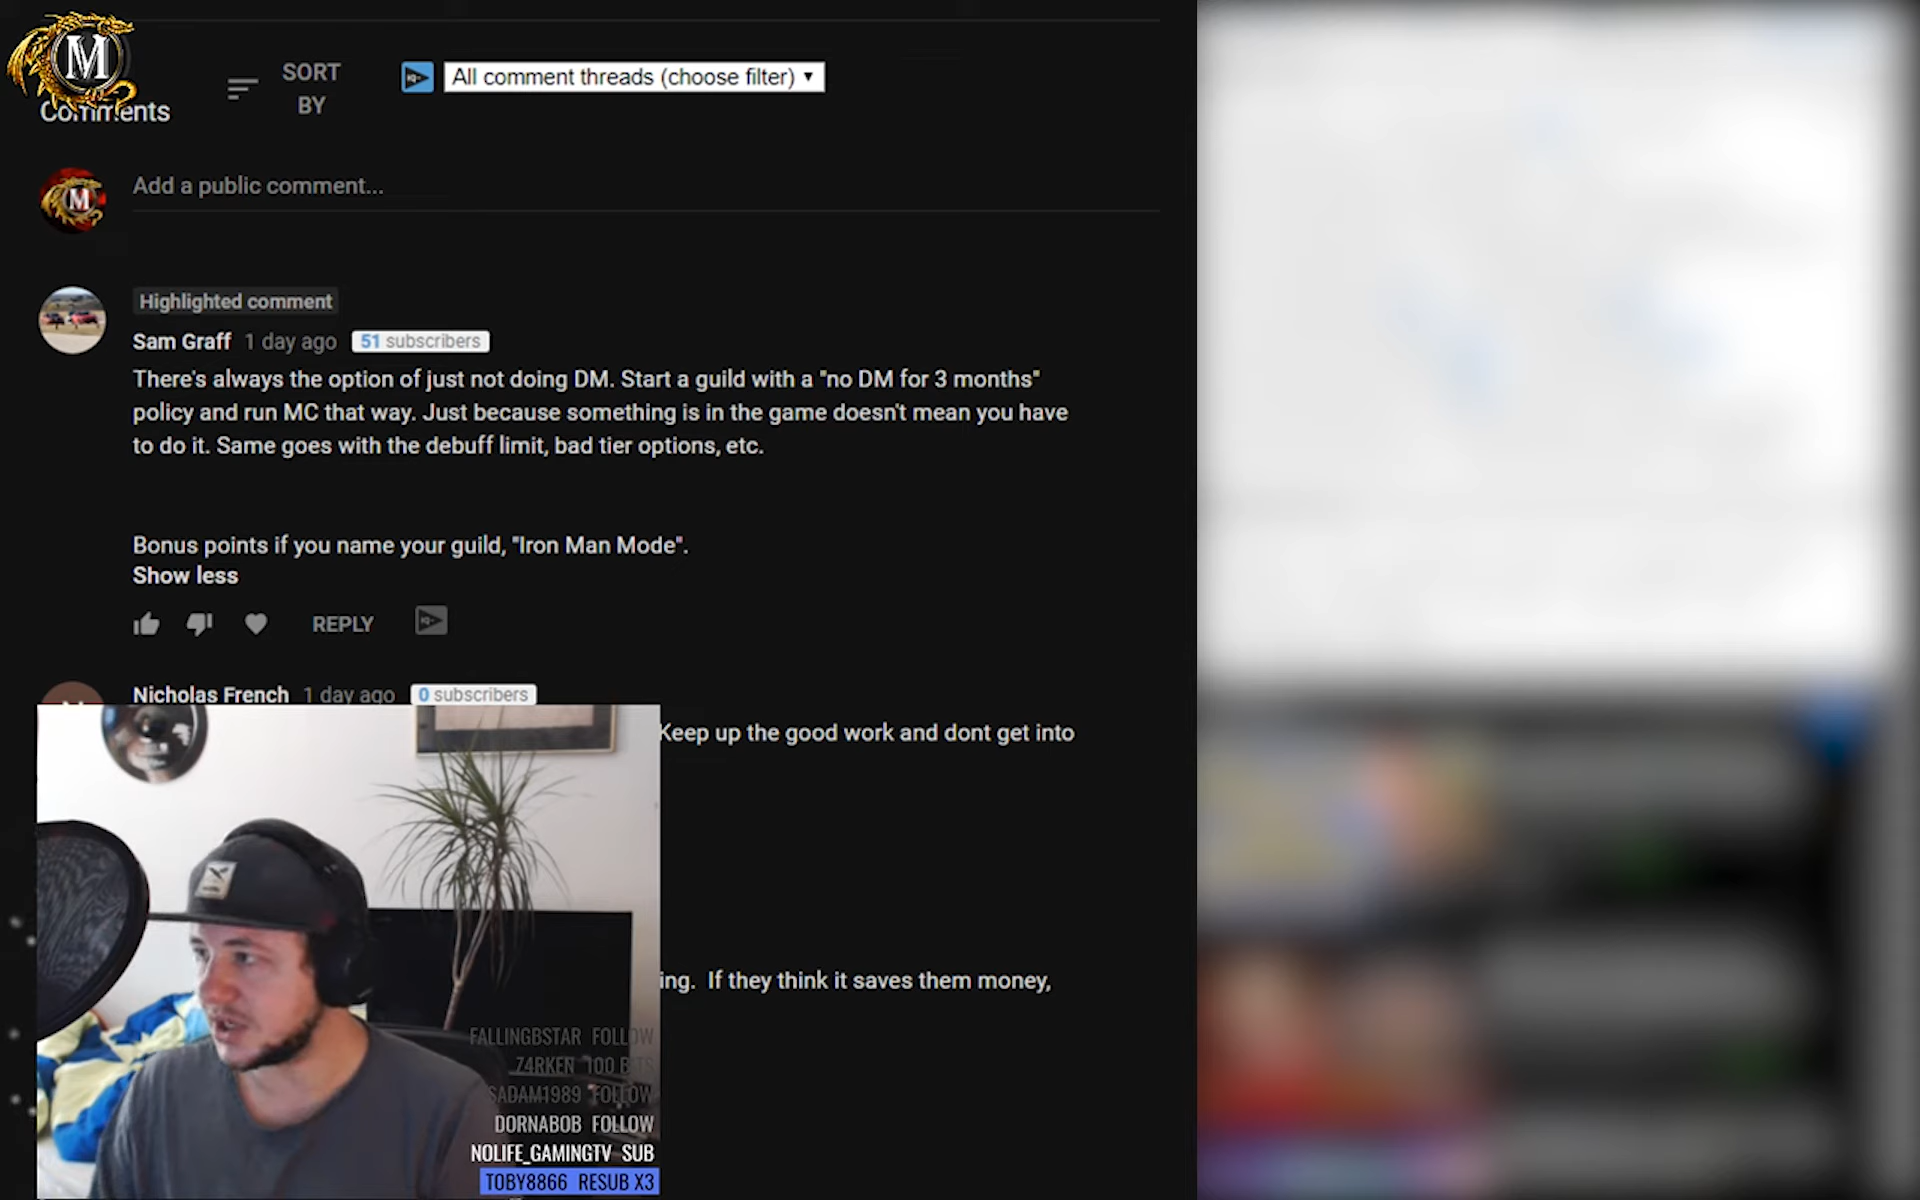 M
Comments
SORT
BY
All comment threads (choose filter)
M
Add a public comment...
Highlighted comment
Sam Graff 1 day ago 51 subscribers
There's always the option of just not doing DM. Start a guild with a "no DM for 3 months"
policy and run MC that way. Just because something is in the game doesn't mean you have
to do it. Same goes with the debuff limit, bad tier options, etc.
Bonus points if you name your guild, "Iron Man Mode".
Show less
REPLY
Nicholas French 1 day ago 0 subscribers
Keep up the good work and dont get into
ing. If they think it saves them money,
FALLINGBSTAR FOLLOW
74RKEN 100 BITS
SADAM1989 FOLLOW
DORNABOB FOLLOW
NOLIFE_GAMINGTV SUB
TOBY8866 RESUB X3